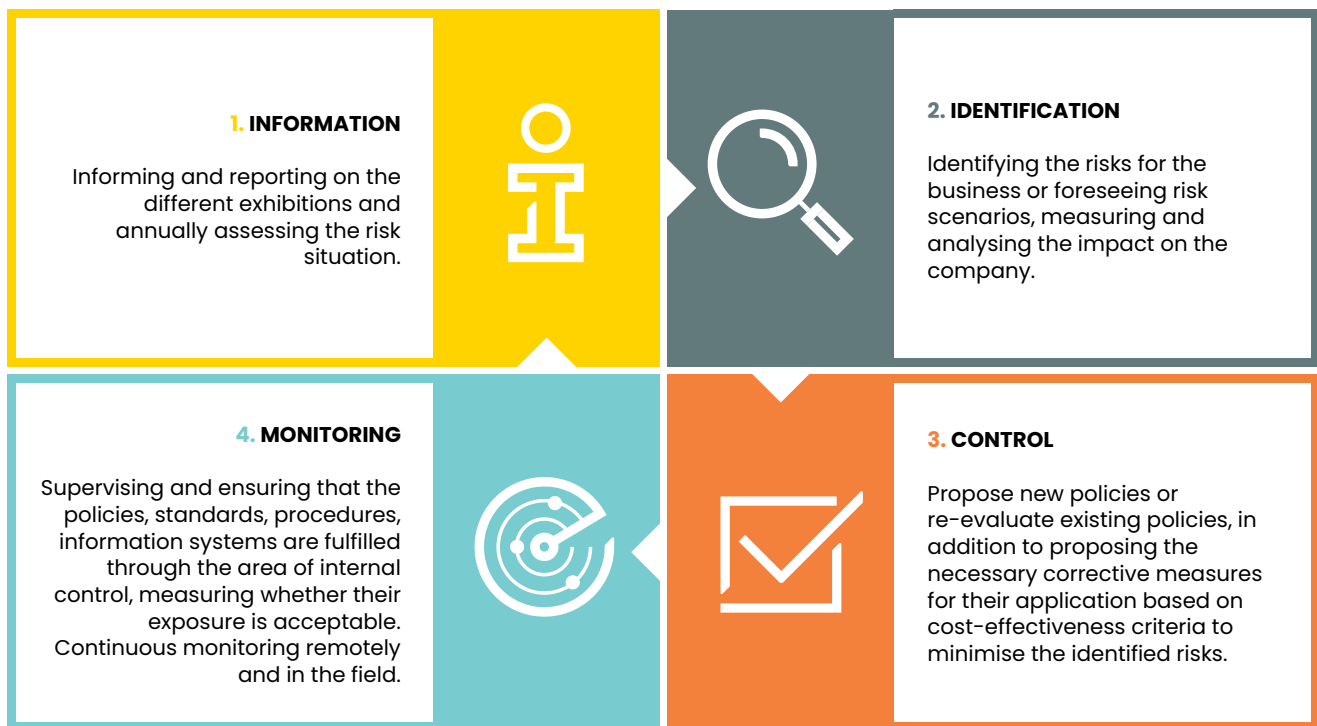 1. INFORMATION
Informing and reporting on the
different exhibitions and
annually assessing the risk
situation.
2. IDENTIFICATION
Identifying the risks for the
business or foreseeing risk
scenarios, measuring and
analysing the impact on the
company.
3. CONTROL
Propose new policies or
re-evaluate existing policies, in
addition to proposing the
necessary corrective measures
for their application based on
cost-effectiveness criteria to
minimise the identified risks.
4. MONITORING
Supervising and ensuring that the
policies, standards, procedures,
information systems are fulfilled
through the area of internal
control, measuring whether their
exposure is acceptable.
Continuous monitoring remotely
and in the field.